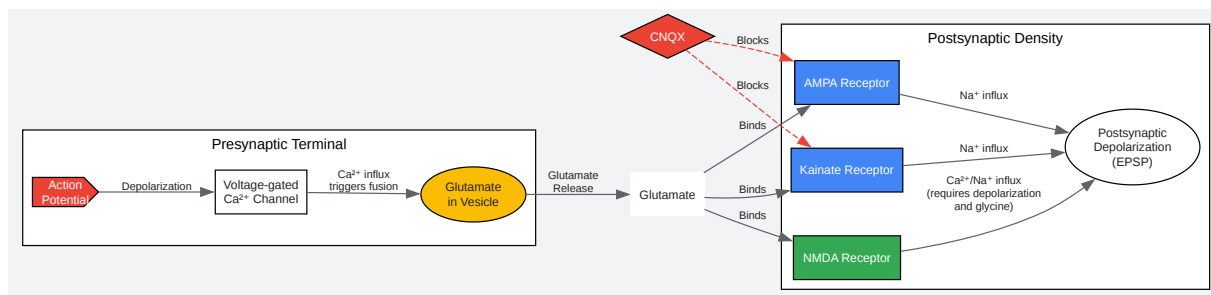 CNQX
Blocks
Blocks
Postsynaptic Density
AMPA Receptor
Na⁺ influx
Binds
Presynaptic Terminal
Action
Potential
Depolarization
Voltage-gated
Ca²⁺ Channel
Ca²⁺ influx
triggers fusion
Glutamate
in Vesicle
Glutamate
Release
Glutamate
Binds
Kainate Receptor
Na⁺ influx
Postsynaptic
Depolarization
(EPSP)
Binds
NMDA Receptor
Ca²⁺/Na⁺ influx
(requires depolarization
and glycine)